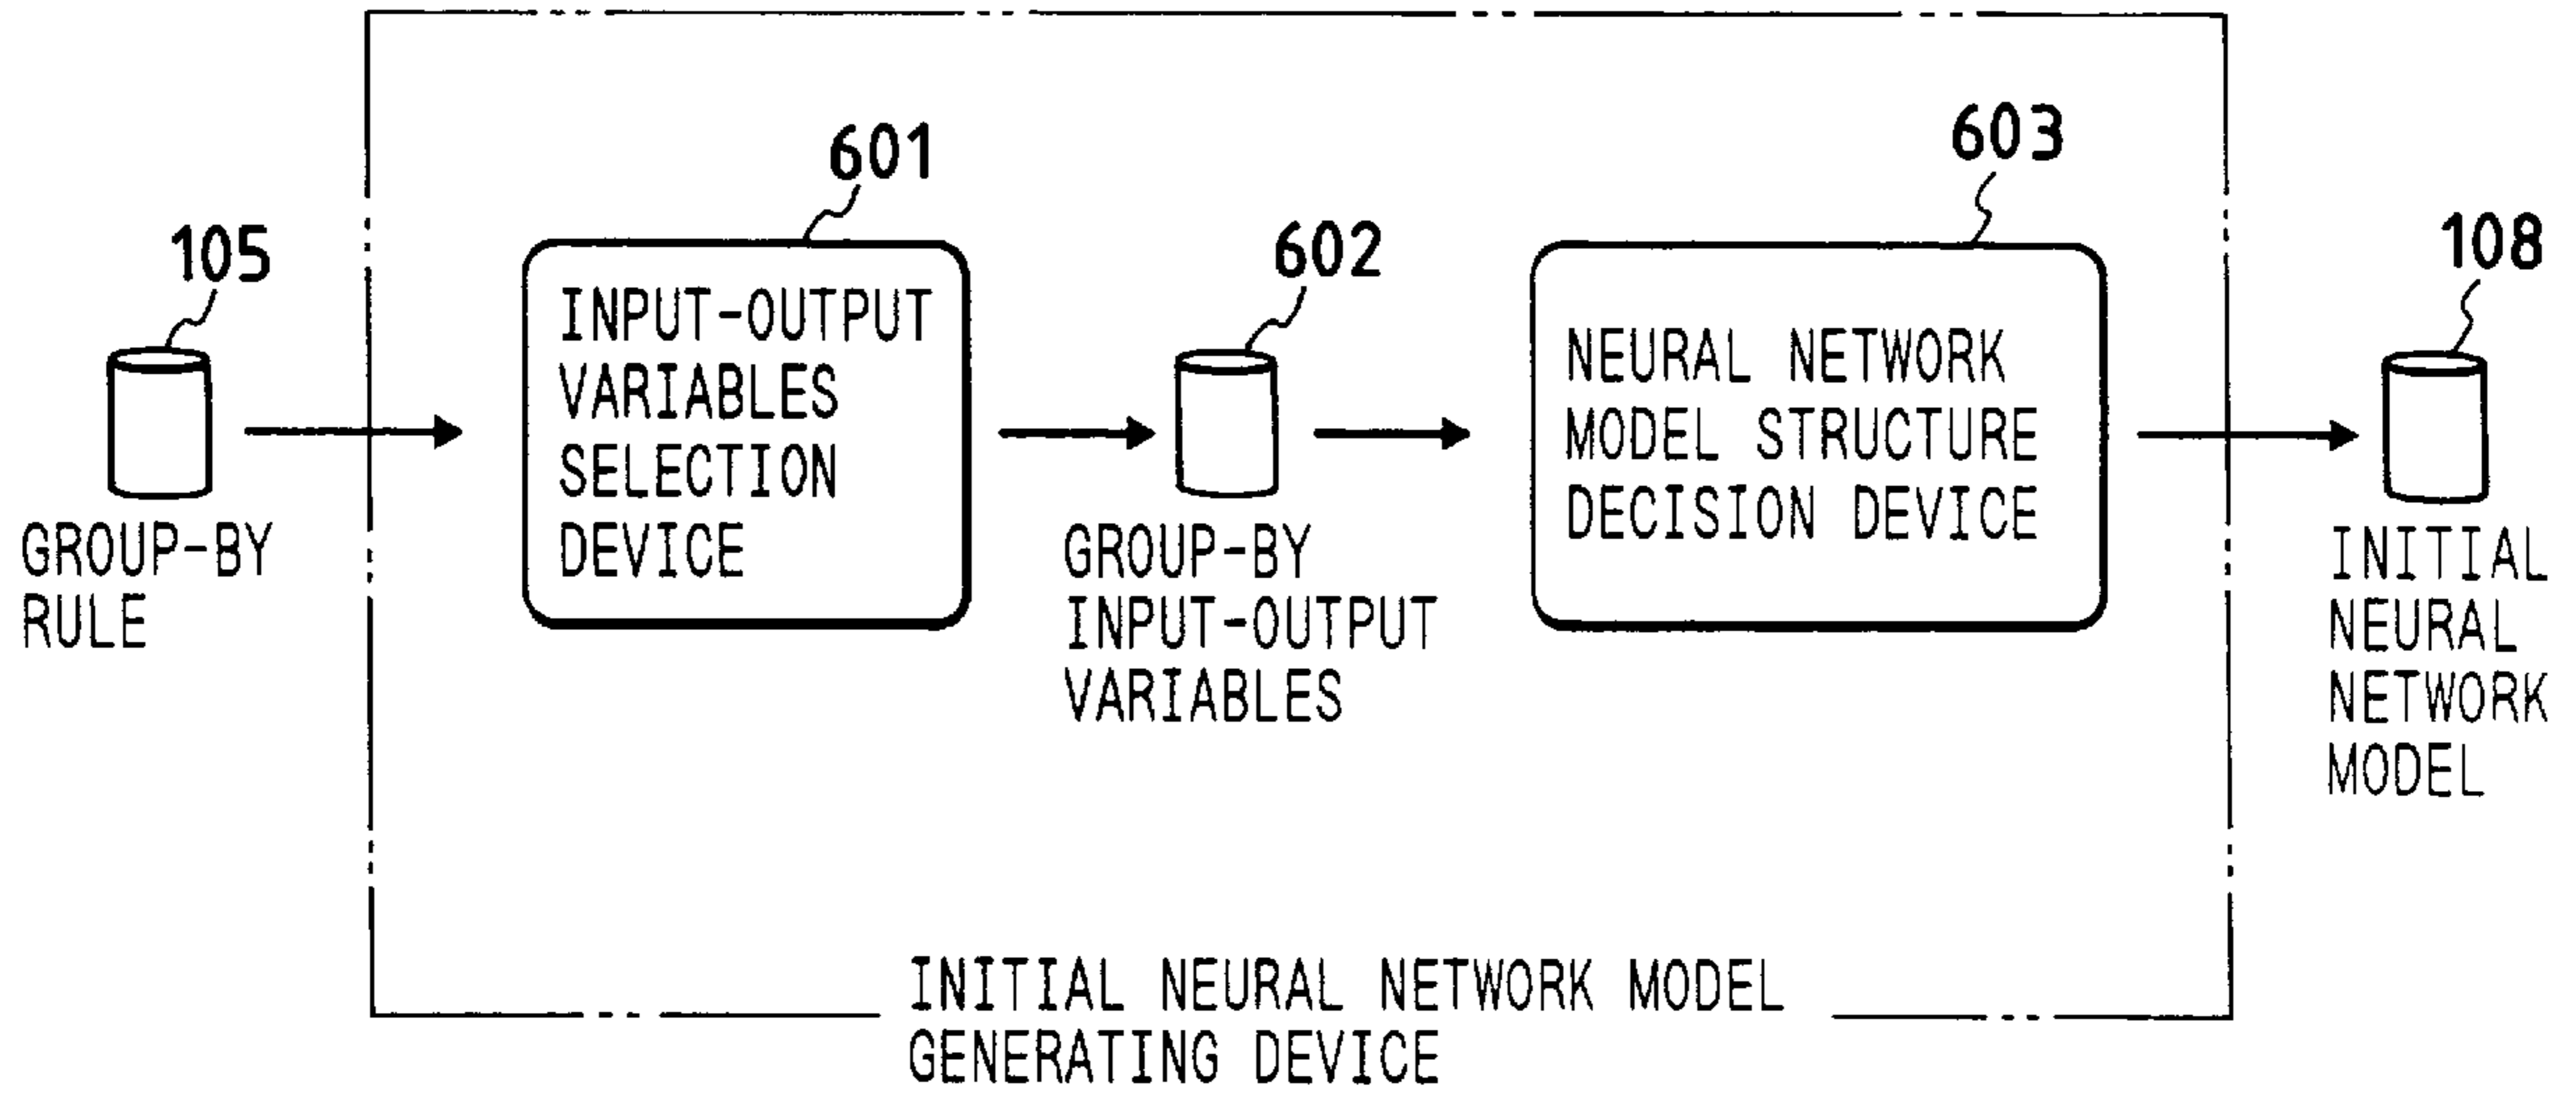 105
GROUP-BY
RULE
601
INPUT-OUTPUT
VARIABLES
SELECTION
DEVICE
602
GROUP-BY
INPUT-OUTPUT
VARIABLES
603
NEURAL NETWORK
MODEL STRUCTURE
DECISION DEVICE
108
INITIAL
NEURAL
NETWORK
MODEL
INITIAL NEURAL NETWORK MODEL
GENERATING DEVICE